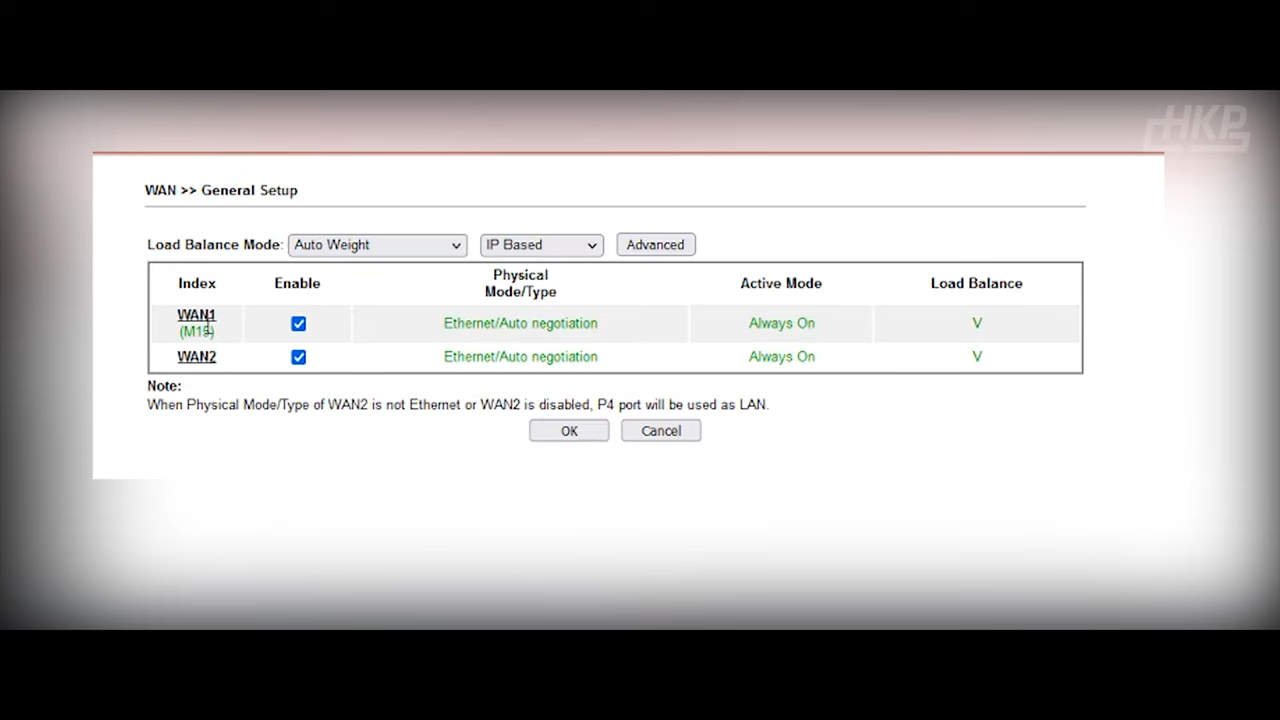 HKP
WAN >> General Setup
Load Balance Mode: Auto Weight IP Based Advanced
Index Enable Physical Mode/Type Active Mode Load Balance
WAN1 Ethernet/Auto negotiation Always On V
WAN2 Ethernet/Auto negotiation Always On V
Note:
When Physical Mode/Type of WAN2 is not Ethernet or WAN2 is disabled, P4 port will be used as LAN.
OK Cancel